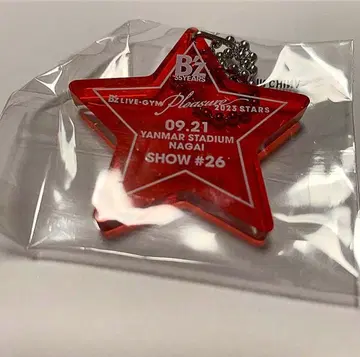 B'z
35YEARS
B'z LIVE-GYM Pleasure 2023 STARS
09.21
YANMAR STADIUM
NAGAI
SHOW #26